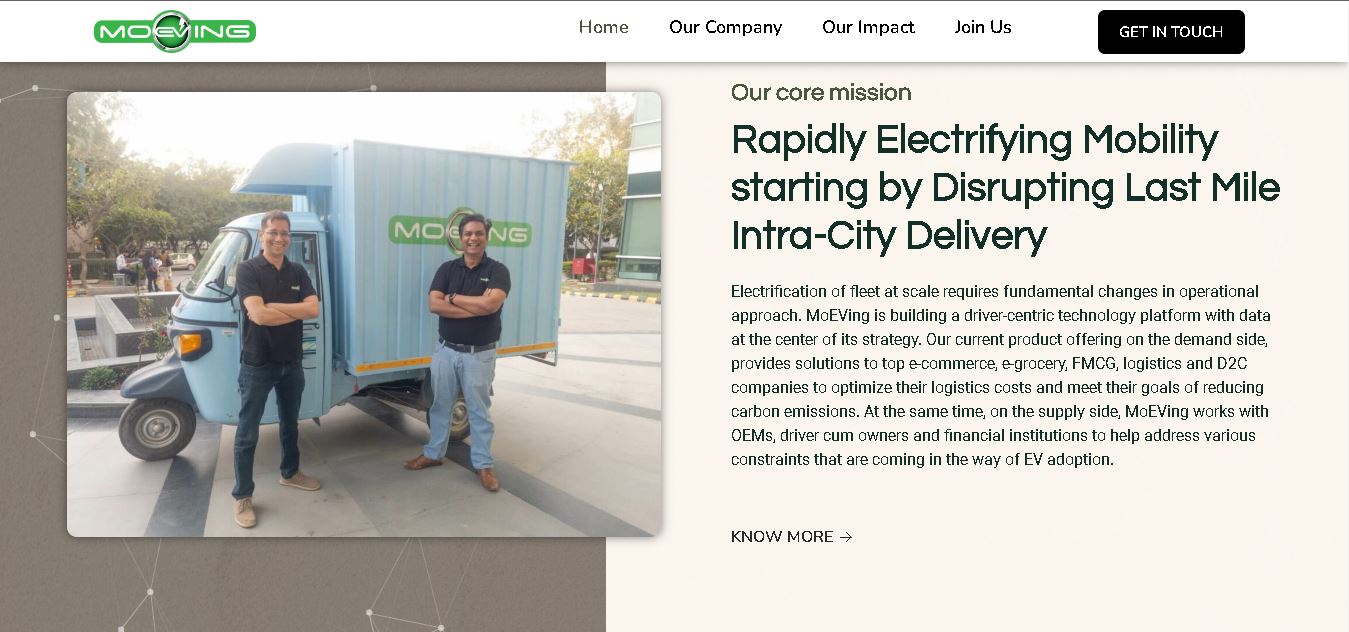 MOEVING
Home
Our Company
Our Impact
Join Us
GET IN TOUCH
MOEVING
Our core mission
Rapidly Electrifying Mobility
starting by Disrupting Last Mile
Intra-City Delivery
Electrification of fleet at scale requires fundamental changes in operational
approach. MoEVing is building a driver-centric technology platform with data
at the center of its strategy. Our current product offering on the demand side,
provides solutions to top e-commerce, e-grocery, FMCG, logistics and D2C
companies to optimize their logistics costs and meet their goals of reducing
carbon emissions. At the same time, on the supply side, MoEVing works with
OEMs, driver cum owners and financial institutions to help address various
constraints that are coming in the way of EV adoption.
KNOW MORE →